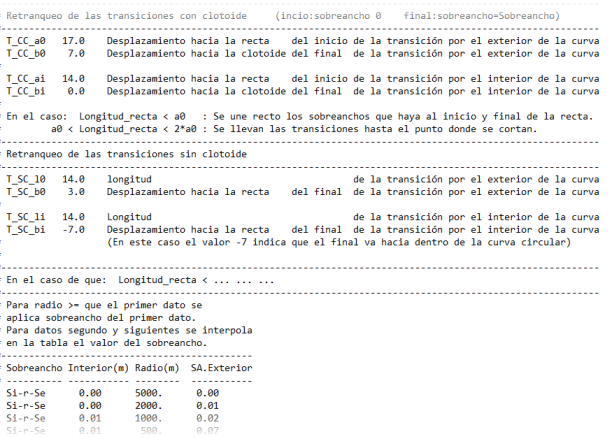 # Retranqueo de las transiciones con clotoide (incio:sobreancho 0 final:sobreancho=Sobreancho)
#-----------------------------------------------------------------------------------------
T_CC_a0 17.0 Desplazamiento hacia la recta del inicio de la transición por el exterior de la curva
T_CC_b0 7.0 Desplazamiento hacia la clotoide del final de la transición por el exterior de la curva
#
T_CC_ai 14.0 Desplazamiento hacia la recta del inicio de la transición por el interior de la curva
T_CC_bi 0.0 Desplazamiento hacia la clotoide del final de la transición por el interior de la curva
#
# En el caso: Longitud_recta < a0 : Se une recto los sobreanchos que haya al inicio y final de la recta.
# a0 < Longitud_recta < 2*a0 : Se llevan las transiciones hasta el punto donde se cortan.
#-----------------------------------------------------------------------------------------
# Retranqueo de las transiciones sin clotoide
#-----------------------------------------------------------------------------------------
T_SC_l0 14.0 longitud de la transición por el exterior de la curva
T_SC_b0 3.0 Desplazamiento hacia la recta del final de la transición por el exterior de la curva
#
T_SC_li 14.0 Longitud de la transición por el interior de la curva
T_SC_bi -7.0 Desplazamiento hacia la recta del final de la transición por el interior de la curva
# (En este caso el valor -7 indica que el final va hacia dentro de la curva circular)
#
#-----------------------------------------------------------------------------------------
# En el caso de que: Longitud_recta < ... ... ...
#-----------------------------------------------------------------------------------------
# Para radio >= que el primer dato se
# aplica sobreancho del primer dato.
# Para datos segundo y siguientes se interpola
# en la tabla el valor del sobreancho.
#--------------------------------------------
# Sobreancho Interior(m) Radio(m) SA.Exterior
# ---------- ----------- -------- -----------
Si-r-Se 0.00 5000. 0.00
Si-r-Se 0.00 2000. 0.01
Si-r-Se 0.01 1000. 0.02
Si-r-Se 0.01 500. 0.07